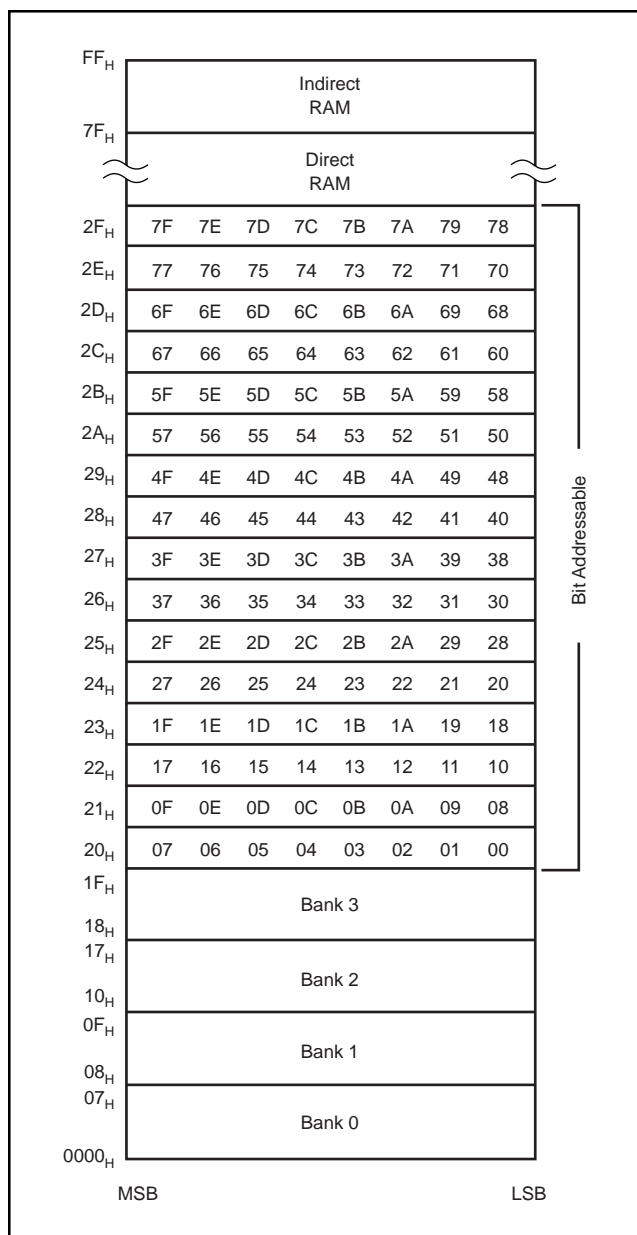 FFH
Indirect
RAM
7FH
Direct
RAM
2FH 7F 7E 7D 7C 7B 7A 79 78
2EH 77 76 75 74 73 72 71 70
2DH 6F 6E 6D 6C 6B 6A 69 68
2CH 67 66 65 64 63 62 61 60
2BH 5F 5E 5D 5C 5B 5A 59 58
2AH 57 56 55 54 53 52 51 50
29H 4F 4E 4D 4C 4B 4A 49 48
28H 47 46 45 44 43 42 41 40
27H 3F 3E 3D 3C 3B 3A 39 38
26H 37 36 35 34 33 32 31 30
25H 2F 2E 2D 2C 2B 2A 29 28
24H 27 26 25 24 23 22 21 20
23H 1F 1E 1D 1C 1B 1A 19 18
22H 17 16 15 14 13 12 11 10
21H 0F 0E 0D 0C 0B 0A 09 08
20H 07 06 05 04 03 02 01 00
Bit Addressable
1FH
Bank 3
18H
17H
Bank 2
10H
0FH
Bank 1
08H
07H
Bank 0
0000H
MSB LSB